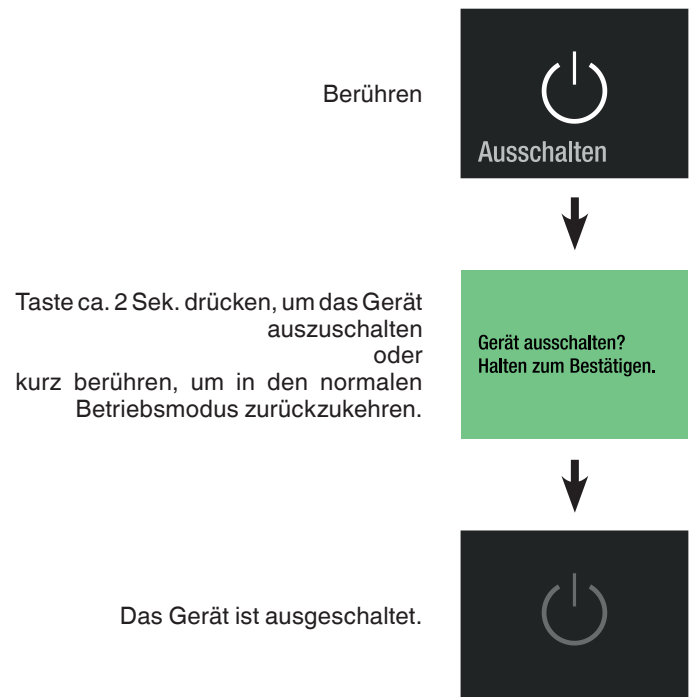 Berühren
Ausschalten
Taste ca. 2 Sek. drücken, um das Gerät
auszuschalten
oder
kurz berühren, um in den normalen
Betriebsmodus zurückzukehren.
Gerät ausschalten?
Halten zum Bestätigen.
Das Gerät ist ausgeschaltet.